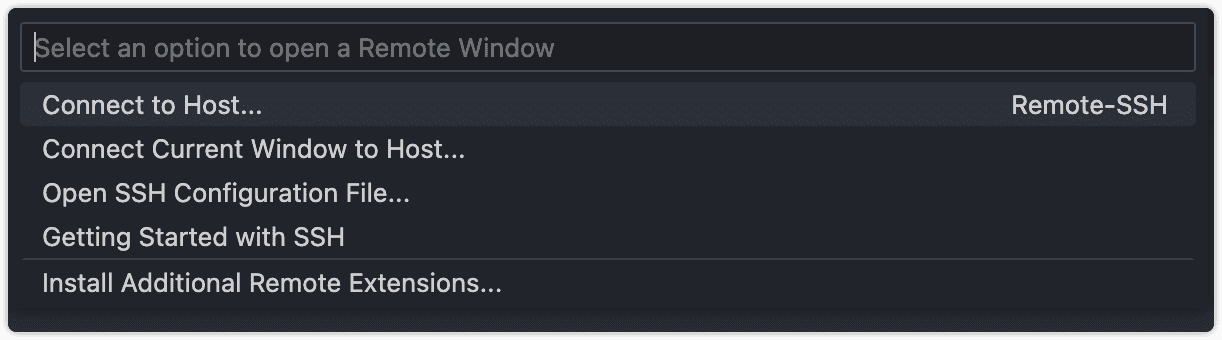 Select an option to open a Remote Window
Connect to Host... Remote-SSH
Connect Current Window to Host...
Open SSH Configuration File...
Getting Started with SSH
Install Additional Remote Extensions...